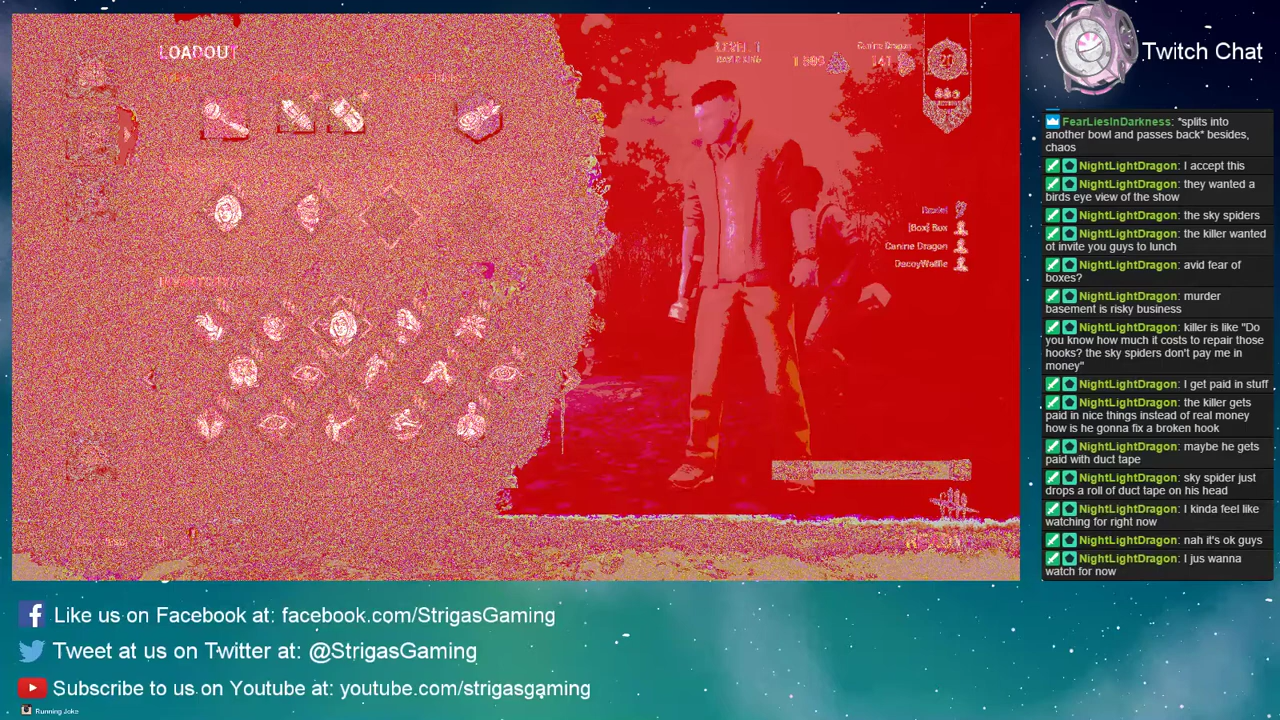 LOADOUT
Canine Dragon
20
[Box] Box
Canine Dragon
DecoyWaffle
Twitch Chat
FearLiesInDarkness: *splits into
another bowl and passes back* besides,
chaos
NightLightDragon: I accept this
NightLightDragon: they wanted a
birds eye view of the show
NightLightDragon: the sky spiders
NightLightDragon: the killer wanted
ot invite you guys to lunch
NightLightDragon: avid fear of
boxes?
NightLightDragon: murder
basement is risky business
NightLightDragon: killer is like "Do
you know how much it costs to repair those
hooks? the sky spiders don't pay me in
money"
NightLightDragon: I get paid in stuff
NightLightDragon: the killer gets
paid in nice things instead of real money
how is he gonna fix a broken hook
NightLightDragon: maybe he gets
paid with duct tape
NightLightDragon: sky spider just
drops a roll of duct tape on his head
NightLightDragon: I kinda feel like
watching for right now
NightLightDragon: nah it's ok guys
NightLightDragon: I jus wanna
watch for now
Like us on Facebook at: facebook.com/StrigasGaming
Tweet at us on Twitter at: @StrigasGaming
Subscribe to us on Youtube at: youtube.com/strigasgaming
Running Joke